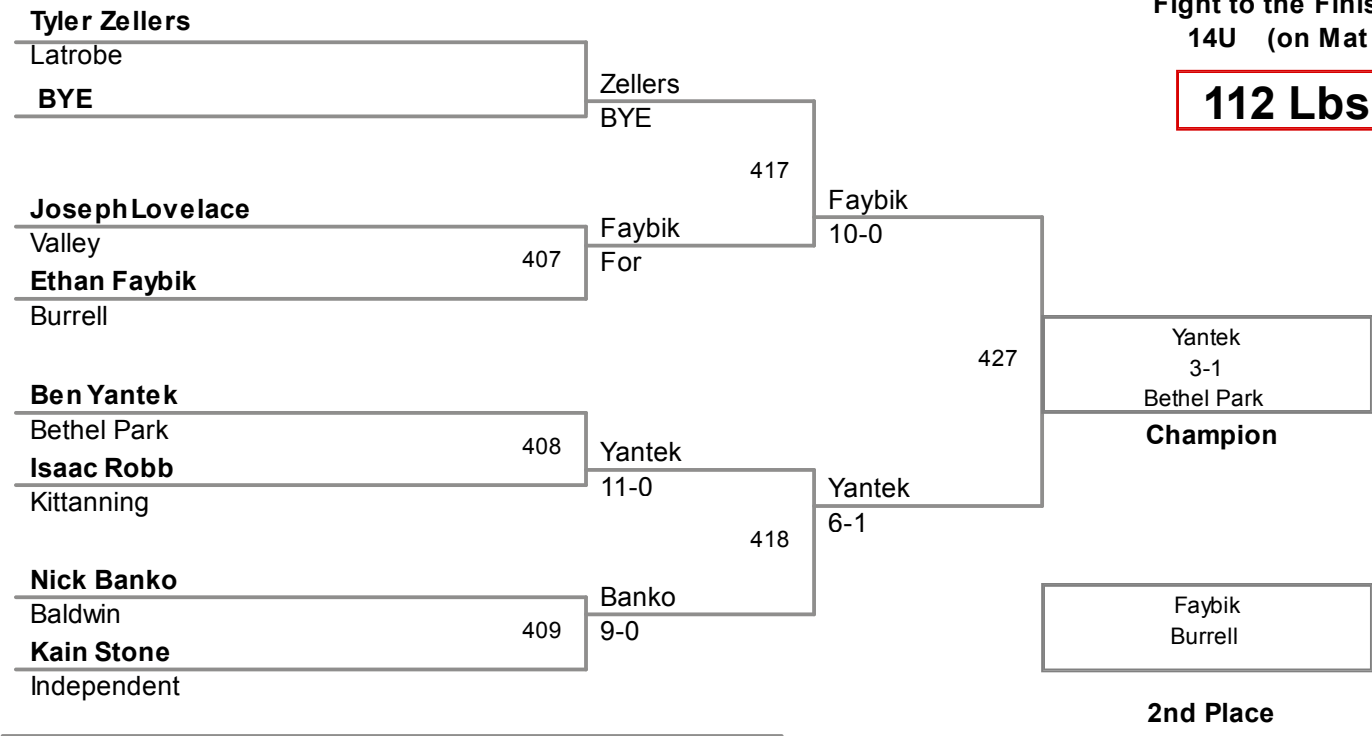 Fight to the Finis
14U (on Mat
112 Lbs
Tyler Zellers
Latrobe
BYE
Zellers
BYE
417
Joseph Lovelace
Valley
407
Ethan Faybik
Burrell
Faybik
For
Faybik
10-0
427
Ben Yantek
Bethel Park
408
Isaac Robb
Kittanning
Yantek
11-0
418
Yantek
6-1
Nick Banko
Baldwin
409
Kain Stone
Independent
Banko
9-0
Yantek
3-1
Bethel Park
Champion
Faybik
Burrell
2nd Place